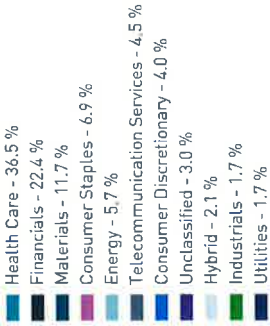 Health Care - 36.5 %
Financials - 22.4 %
Materials - 11.7 %
Consumer Staples - 6.9 %
Energy - 5.7 %
Telecommunication Services - 4.5 %
Consumer Discretionary - 4.0 %
Unclassified - 3.0 %
Hybrid - 2.1 %
Industrials - 1.7 %
Utilities - 1.7 %